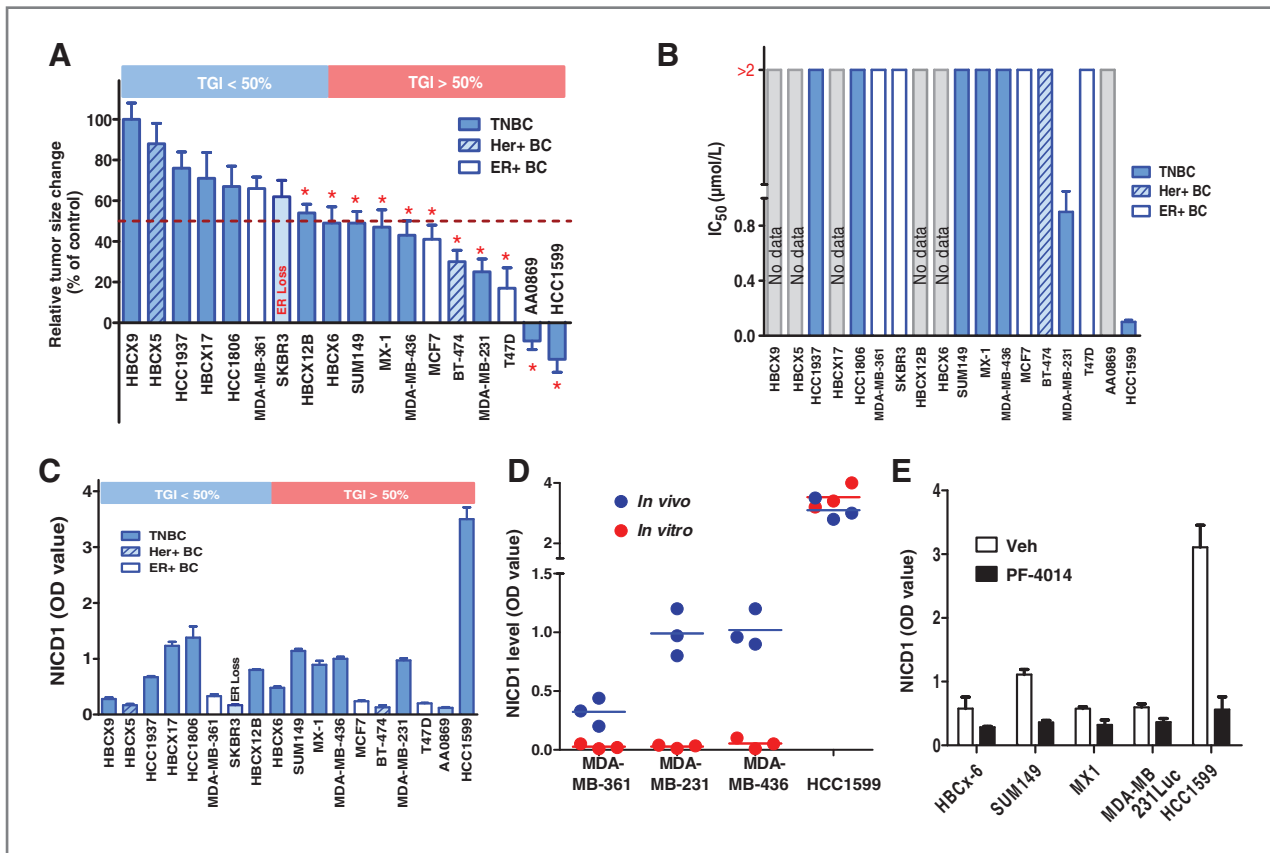 A
TGI < 50%
TGI > 50%
Relative tumor size change
(% of control)
100
80
60
40
20
0
TNBC
Her+ BC
ER+ BC
* * * * * * * * *
* *
ER Loss
AA0869
HCC1599
HBCX9
HBCX5
HCC1937
HBCX17
HCC1806
MDA-MB-361
SKBR3
HBCX12B
HBCX6
SUM149
MX-1
MDA-MB-436
MCF7
BT-474
MDA-MB-231
T47D
B
IC50 (µmol/L)
>2
0.8
0.4
0.0
No data
No data
No data
No data
No data
TNBC
Her+ BC
ER+ BC
HBCX9
HBCX5
HCC1937
HBCX17
HCC1806
MDA-MB-361
SKBR3
HBCX12B
HBCX6
SUM149
MX-1
MDA-MB-436
MCF7
BT-474
MDA-MB-231
T47D
AA0869
HCC1599
C
TGI < 50%
TGI > 50%
NICD1 (OD value)
4
3
2
1
0
TNBC
Her+ BC
ER+ BC
ER Loss
HBCX9
HBCX5
HCC1937
HBCX17
HCC1806
MDA-MB-361
SKBR3
HBCX12B
HBCX6
SUM149
MX-1
MDA-MB-436
MCF7
BT-474
MDA-MB-231
T47D
AA0869
HCC1599
D
NICD1 level (OD value)
4
2
1.5
1.0
0.5
0.0
In vivo
In vitro
MDA-
MB-361
MDA-
MB-231
MDA-
MB-436
HCC1599
E
NICD1 (OD value)
4
3
2
1
0
Veh
PF-4014
HBCx-6
SUM149
MX1
MDA-MB
231Luc
HCC1599